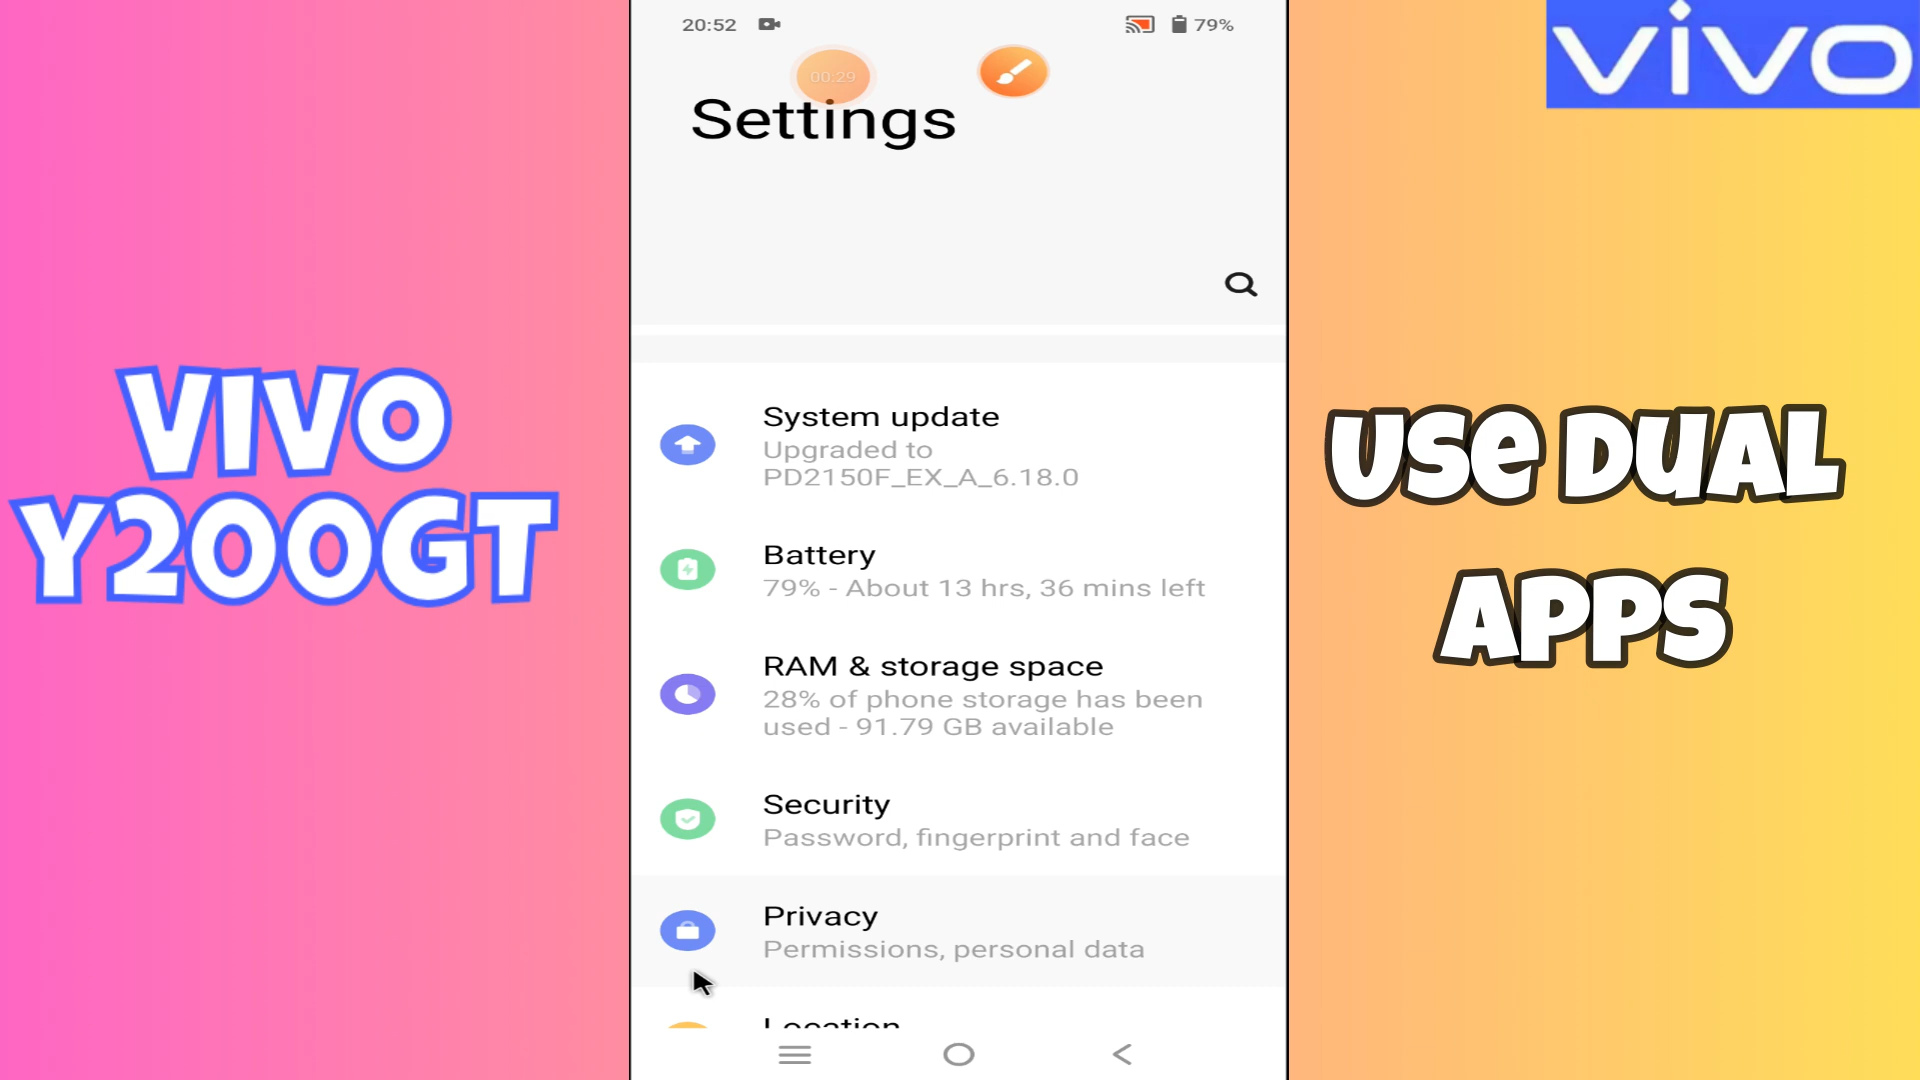 20:52
79%
00:29
Settings
vivo
VIVO
Y200GT
USE DUAL
APPS
System update
Upgraded to
PD2150F_EX_A_6.18.0
Battery
79% - About 13 hrs, 36 mins left
RAM & storage space
28% of phone storage has been
used - 91.79 GB available
Security
Password, fingerprint and face
Privacy
Permissions, personal data
Location